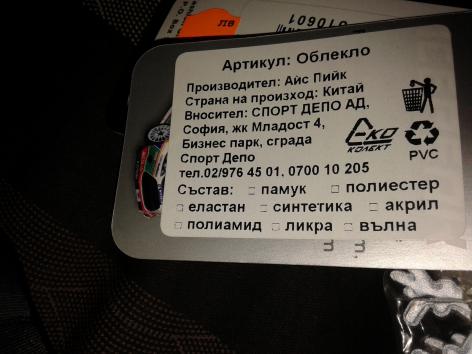 010601
лв
P.O. Box
Артикул: Облекло
Производител: Айс Пийк
Страна на произход: Китай
Вносител: СПОРТ ДЕПО АД,
София, жк Младост 4,
Бизнес парк, сграда
Спорт Депо
тел.02/976 45 01, 0700 10 205
Състав: □ памук □ полиестер
□ еластан □ синтетика □ акрил
□ полиамид □ ликра □ вълна
ЕКО
КОЛЕКТ
PVC